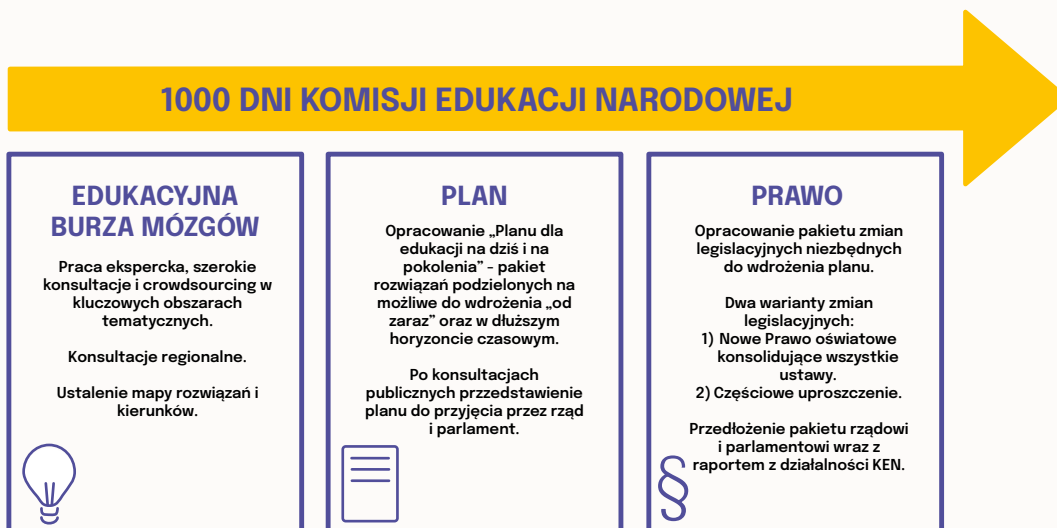 1000 DNI KOMISJI EDUKACJI NARODOWEJ
EDUKACYJNA
BURZA MÓZGÓW
Praca ekspercka, szerokie
konsultacje i crowdsourcing w
kluczowych obszarach
tematycznych.
Konsultacje regionalne.
Ustalenie mapy rozwiązań i
kierunków.
PLAN
Opracowanie „Planu dla
edukacji na dziś i na
pokolenia” - pakiet
rozwiązań podzielonych na
możliwe do wdrożenia „od
zaraz” oraz w dłuższym
horyzoncie czasowym.
Po konsultacjach
publicznych przzedstawienie
planu do przyjęcia przez rząd
i parlament.
PRAWO
Opracowanie pakietu zmian
legislacyjnych niezbędnych
do wdrożenia planu.
Dwa warianty zmian
legislacyjnych:
1) Nowe Prawo oświatowe
konsolidujące wszystkie
ustawy.
2) Częściowe uproszczenie.
Przedłożenie pakietu rządowi
i parlamentowi wraz z
raportem z działalności KEN.
§